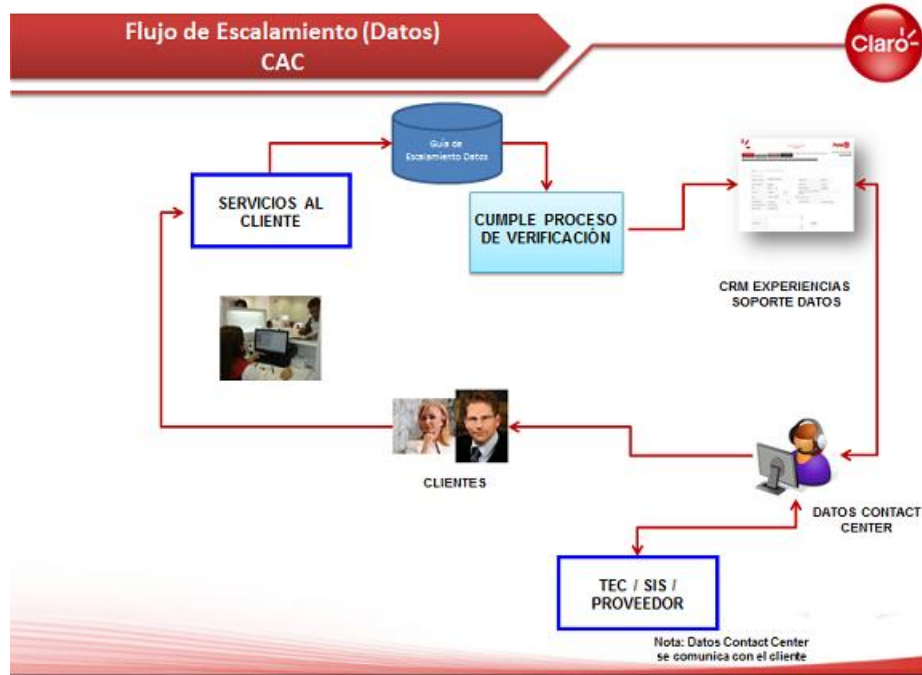 Flujo de Escalamiento (Datos)
CAC
Claro
Guía de
Escalamiento Datos
SERVICIOS AL
CLIENTE
CUMPLE PROCESO
DE VERIFICACIÓN
CRM EXPERIENCIAS
SOPORTE DATOS
CLIENTES
DATOS CONTACT
CENTER
TEC / SIS /
PROVEEDOR
Nota: Datos Contact Center
se comunica con el cliente